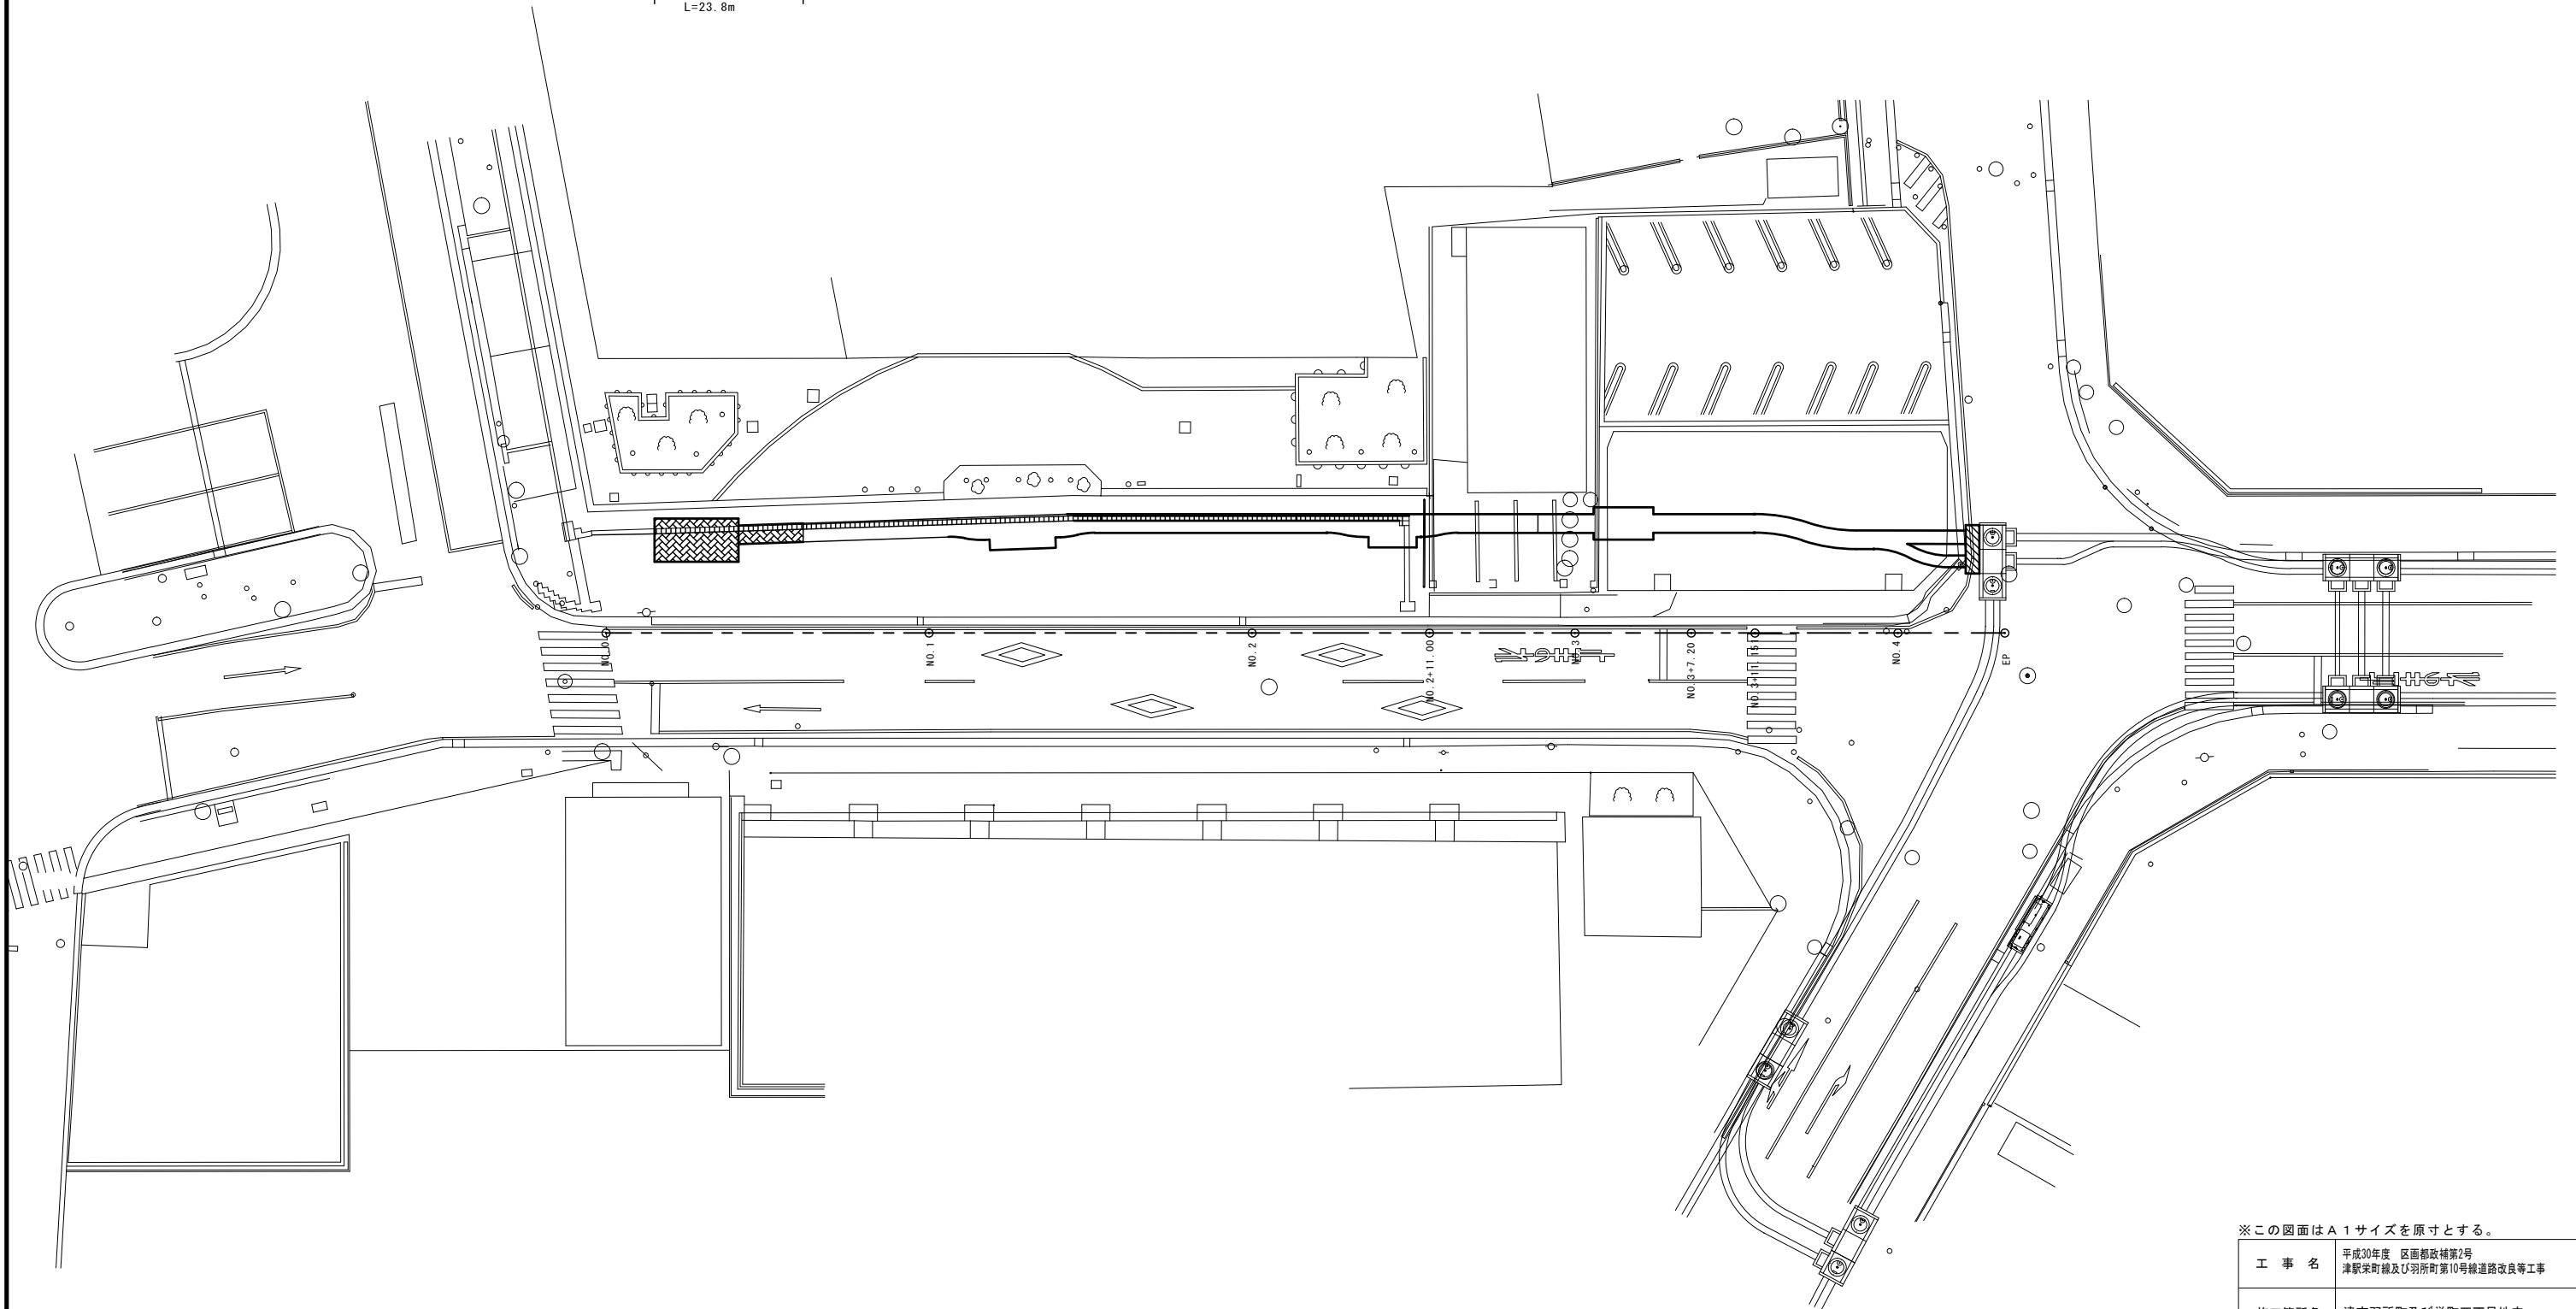 L=23.8m
NO.0
NO.1
NO.2
NO.2+11.00
NO.3
NO.3+7.20
NO.3+11.151
NO.4
EP
※この図面はA1サイズを原寸とする。
工 事 名
平成30年度 区画都政補第2号
津駅栄町線及び羽所町第10号線道路改良等工事